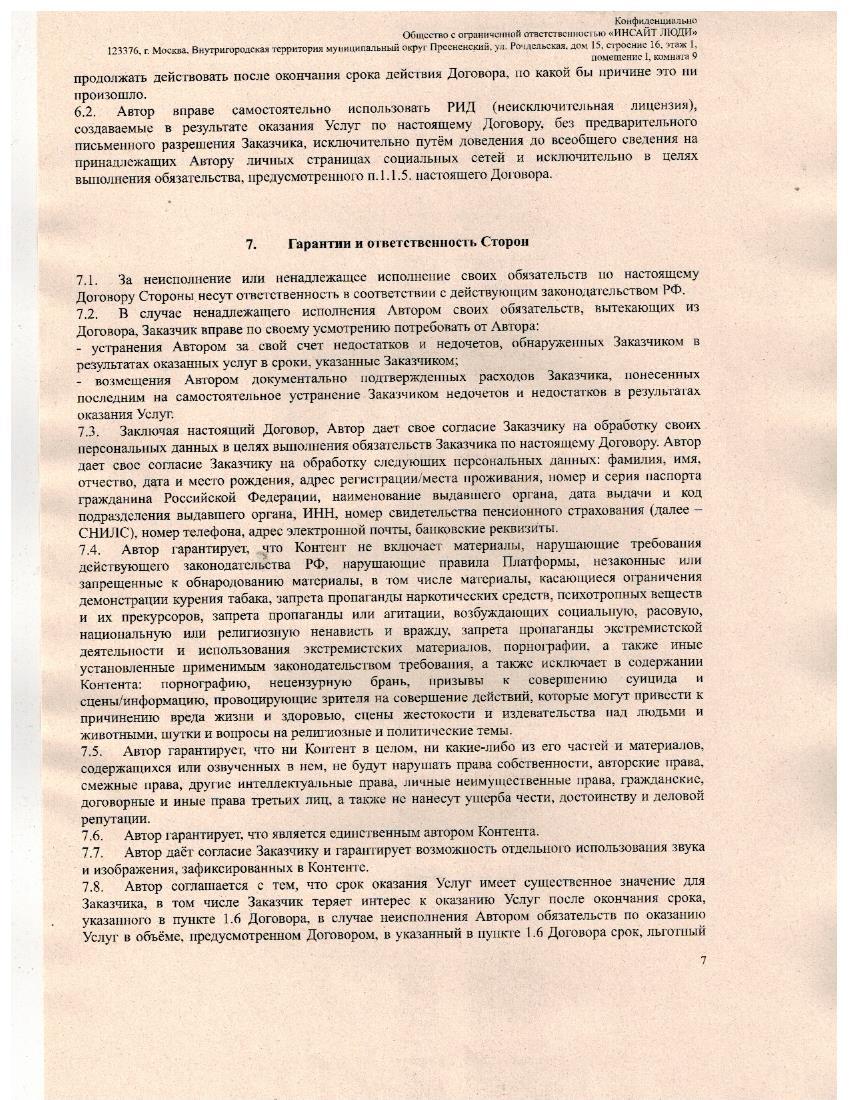 Конфиденциально
Общество с ограниченной ответственностью «ИНСАЙТ ЛЮДИ»
123376, г. Москва, Внутригородская территория муниципальный округ Пресненский, ул. Рочдельская, дом 15, строение 16, этаж 1,
помещение I, комната 9
продолжать действовать после окончания срока действия Договора, по какой бы причине это ни
произошло.
6.2. Автор вправе самостоятельно использовать РИД (неисключительная лицензия),
создаваемые в результате оказания Услуг по настоящему Договору, без предварительного
письменного разрешения Заказчика, исключительно путём доведения до всеобщего сведения на
принадлежащих Автору личных страницах социальных сетей и исключительно в целях
выполнения обязательства, предусмотренного п.1.1.5. настоящего Договора.
7. Гарантии и ответственность Сторон
7.1. За неисполнение или ненадлежащее исполнение своих обязательств по настоящему
Договору Стороны несут ответственность в соответствии с действующим законодательством РФ.
7.2. В случае ненадлежащего исполнения Автором своих обязательств, вытекающих из
Договора, Заказчик вправе по своему усмотрению потребовать от Автора:
- устранения Автором за свой счет недостатков и недочетов, обнаруженных Заказчиком в
результатах оказанных услуг в сроки, указанные Заказчиком;
- возмещения Автором документально подтвержденных расходов Заказчика, понесенных
последним на самостоятельное устранение Заказчиком недочетов и недостатков в результатах
оказания Услуг.
7.3. Заключая настоящий Договор, Автор дает свое согласие Заказчику на обработку своих
персональных данных в целях выполнения обязательств Заказчика по настоящему Договору. Автор
дает свое согласие Заказчику на обработку следующих персональных данных: фамилия, имя,
отчество, дата и место рождения, адрес регистрации/места проживания, номер и серия паспорта
гражданина Российской Федерации, наименование выдавшего органа, дата выдачи и код
подразделения выдавшего органа, ИНН, номер свидетельства пенсионного страхования (далее –
СНИЛС), номер телефона, адрес электронной почты, банковские реквизиты.
7.4. Автор гарантирует, что Контент не включает материалы, нарушающие требования
действующего законодательства РФ, нарушающие правила Платформы, незаконные или
запрещенные к обнародованию материалы, в том числе материалы, касающиеся ограничения
демонстрации курения табака, запрета пропаганды наркотических средств, психотропных веществ
и их прекурсоров, запрета пропаганды или агитации, возбуждающих социальную, расовую,
национальную или религиозную ненависть и вражду, запрета пропаганды экстремистской
деятельности и использования экстремистских материалов, порнографии, а также иные
установленные применимым законодательством требования, а также исключает в содержании
Контента: порнографию, нецензурную брань, призывы к совершению суицида и
сцены/информацию, провоцирующие зрителя на совершение действий, которые могут привести к
причинению вреда жизни и здоровью, сцены жестокости и издевательства над людьми и
животными, шутки и вопросы на религиозные и политические темы.
7.5. Автор гарантирует, что ни Контент в целом, ни какие-либо из его частей и материалов,
содержащихся или озвученных в нем, не будут нарушать права собственности, авторские права,
смежные права, другие интеллектуальные права, личные неимущественные права, гражданские,
договорные и иные права третьих лиц, а также не нанесут ущерба чести, достоинству и деловой
репутации.
7.6. Автор гарантирует, что является единственным автором Контента.
7.7. Автор даёт согласие Заказчику и гарантирует возможность отдельного использования звука
и изображения, зафиксированных в Контенте.
7.8. Автор соглашается с тем, что срок оказания Услуг имеет существенное значение для
Заказчика, в том числе Заказчик теряет интерес к оказанию Услуг после окончания срока,
указанного в пункте 1.6 Договора, в случае неисполнения Автором обязательств по оказанию
Услуг в объёме, предусмотренном Договором, в указанный в пункте 1.6 Договора срок, льготный
7